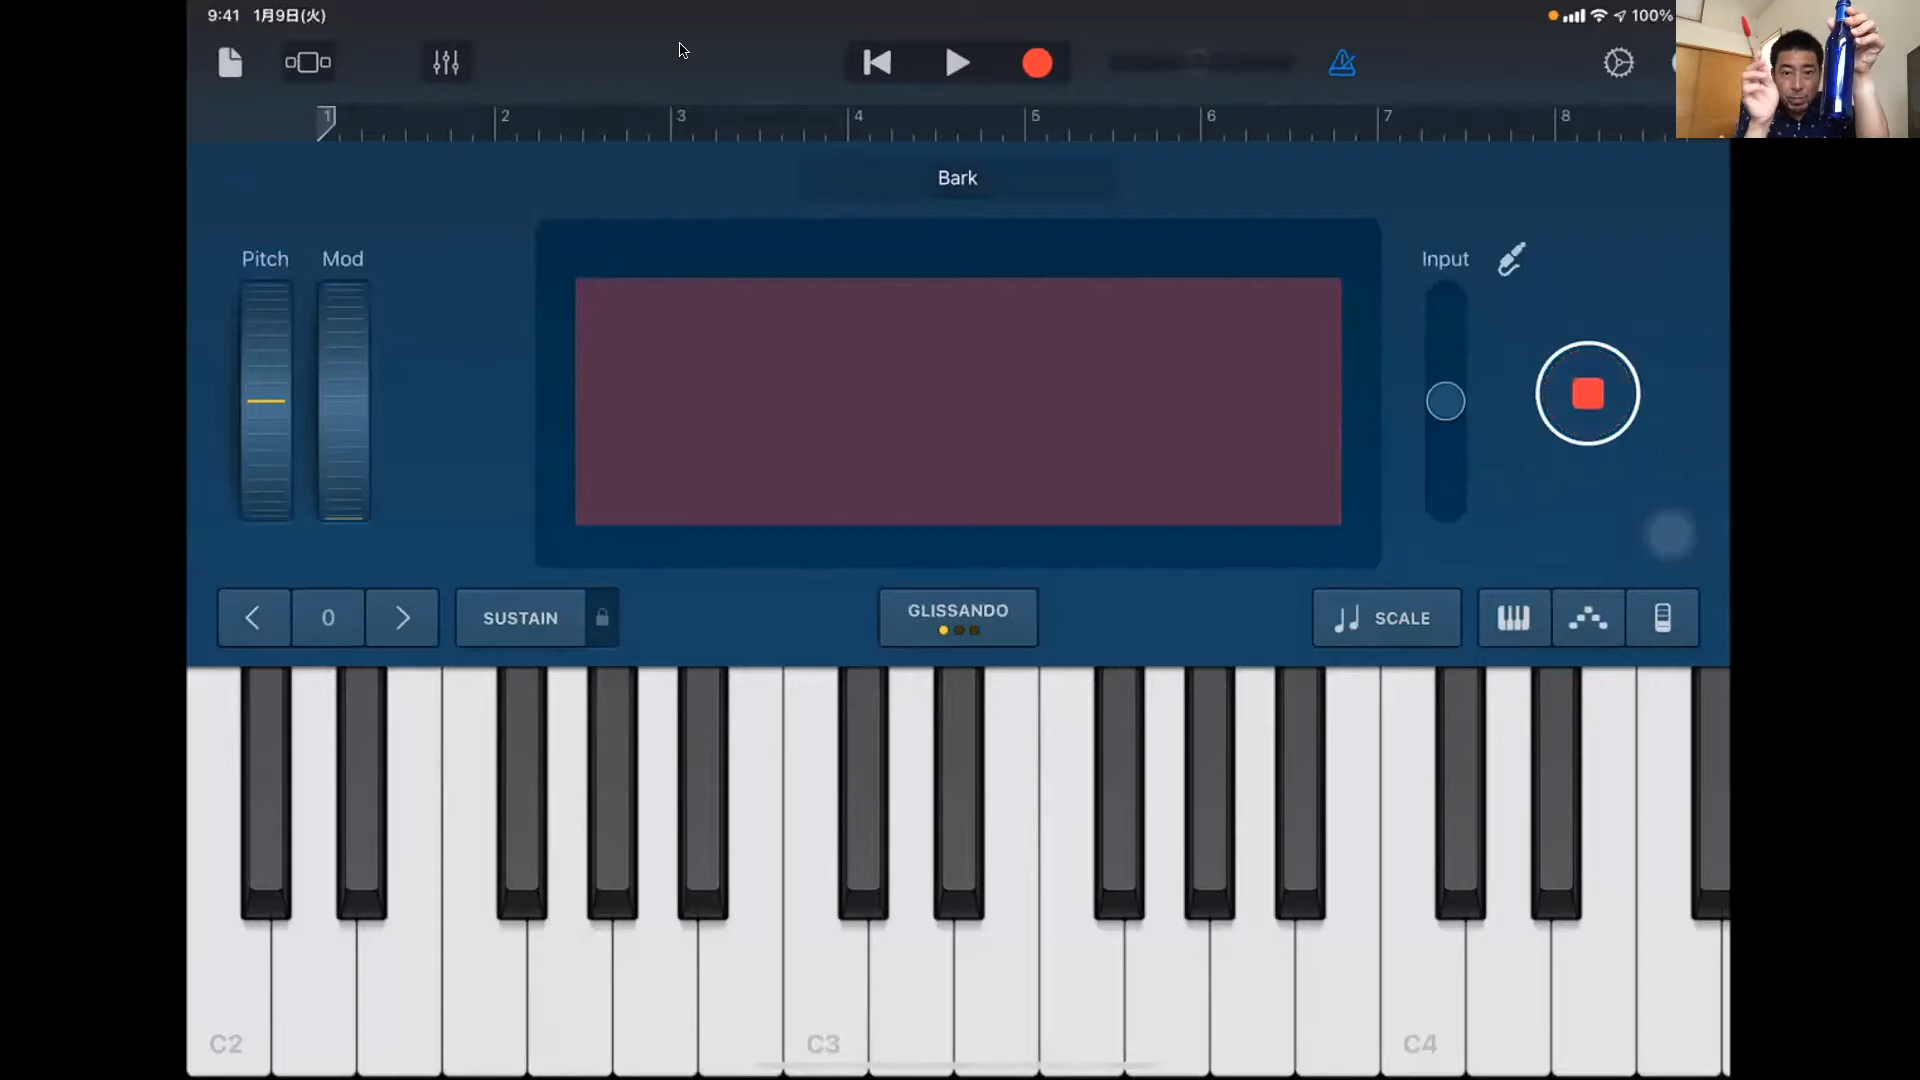 9:41 1月9日(火)
100%
1 2 3 4 5 6 7 8
Bark
Pitch Mod
Input
0
SUSTAIN
GLISSANDO
SCALE
C2 C3 C4